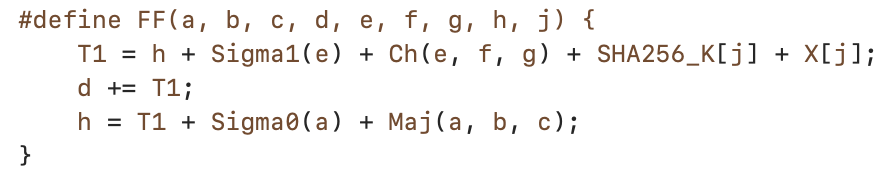 #define FF(a, b, c, d, e, f, g, h, j) {
    T1 = h + Sigma1(e) + Ch(e, f, g) + SHA256_K[j] + X[j];
    d += T1;
    h = T1 + Sigma0(a) + Maj(a, b, c);
}